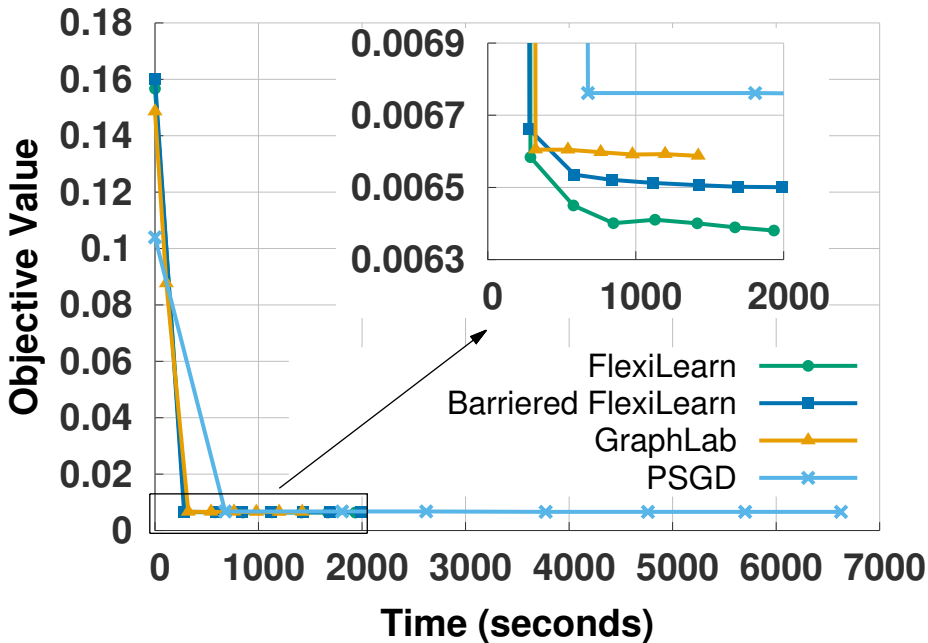 Objective Value
0.18
0.16
0.14
0.12
0.1
0.08
0.06
0.04
0.02
0
0 1000 2000 3000 4000 5000 6000 7000
Time (seconds)
0.0069
0.0067
0.0065
0.0063
0 1000 2000
FlexiLearn
Barriered FlexiLearn
GraphLab
PSGD